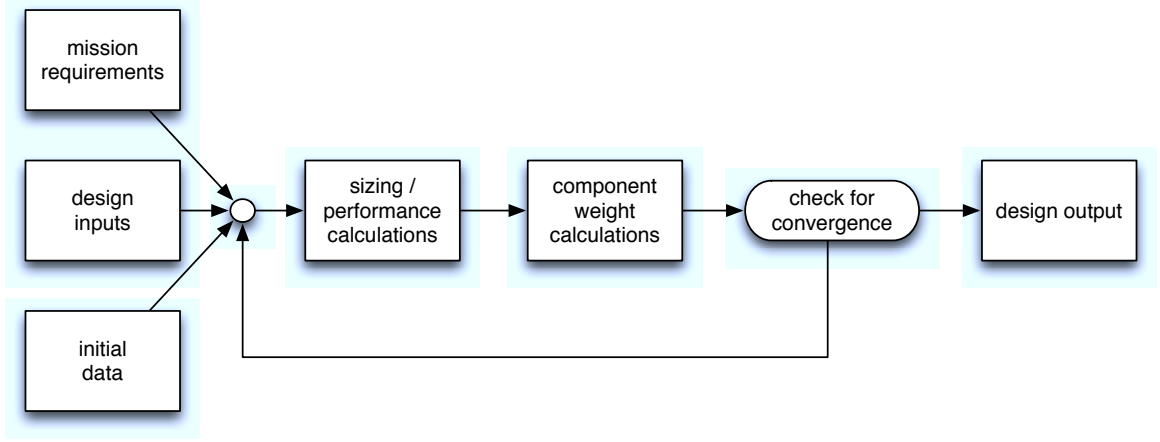 mission
requirements
design
inputs
initial
data
sizing /
performance
calculations
component
weight
calculations
check for
convergence
design output